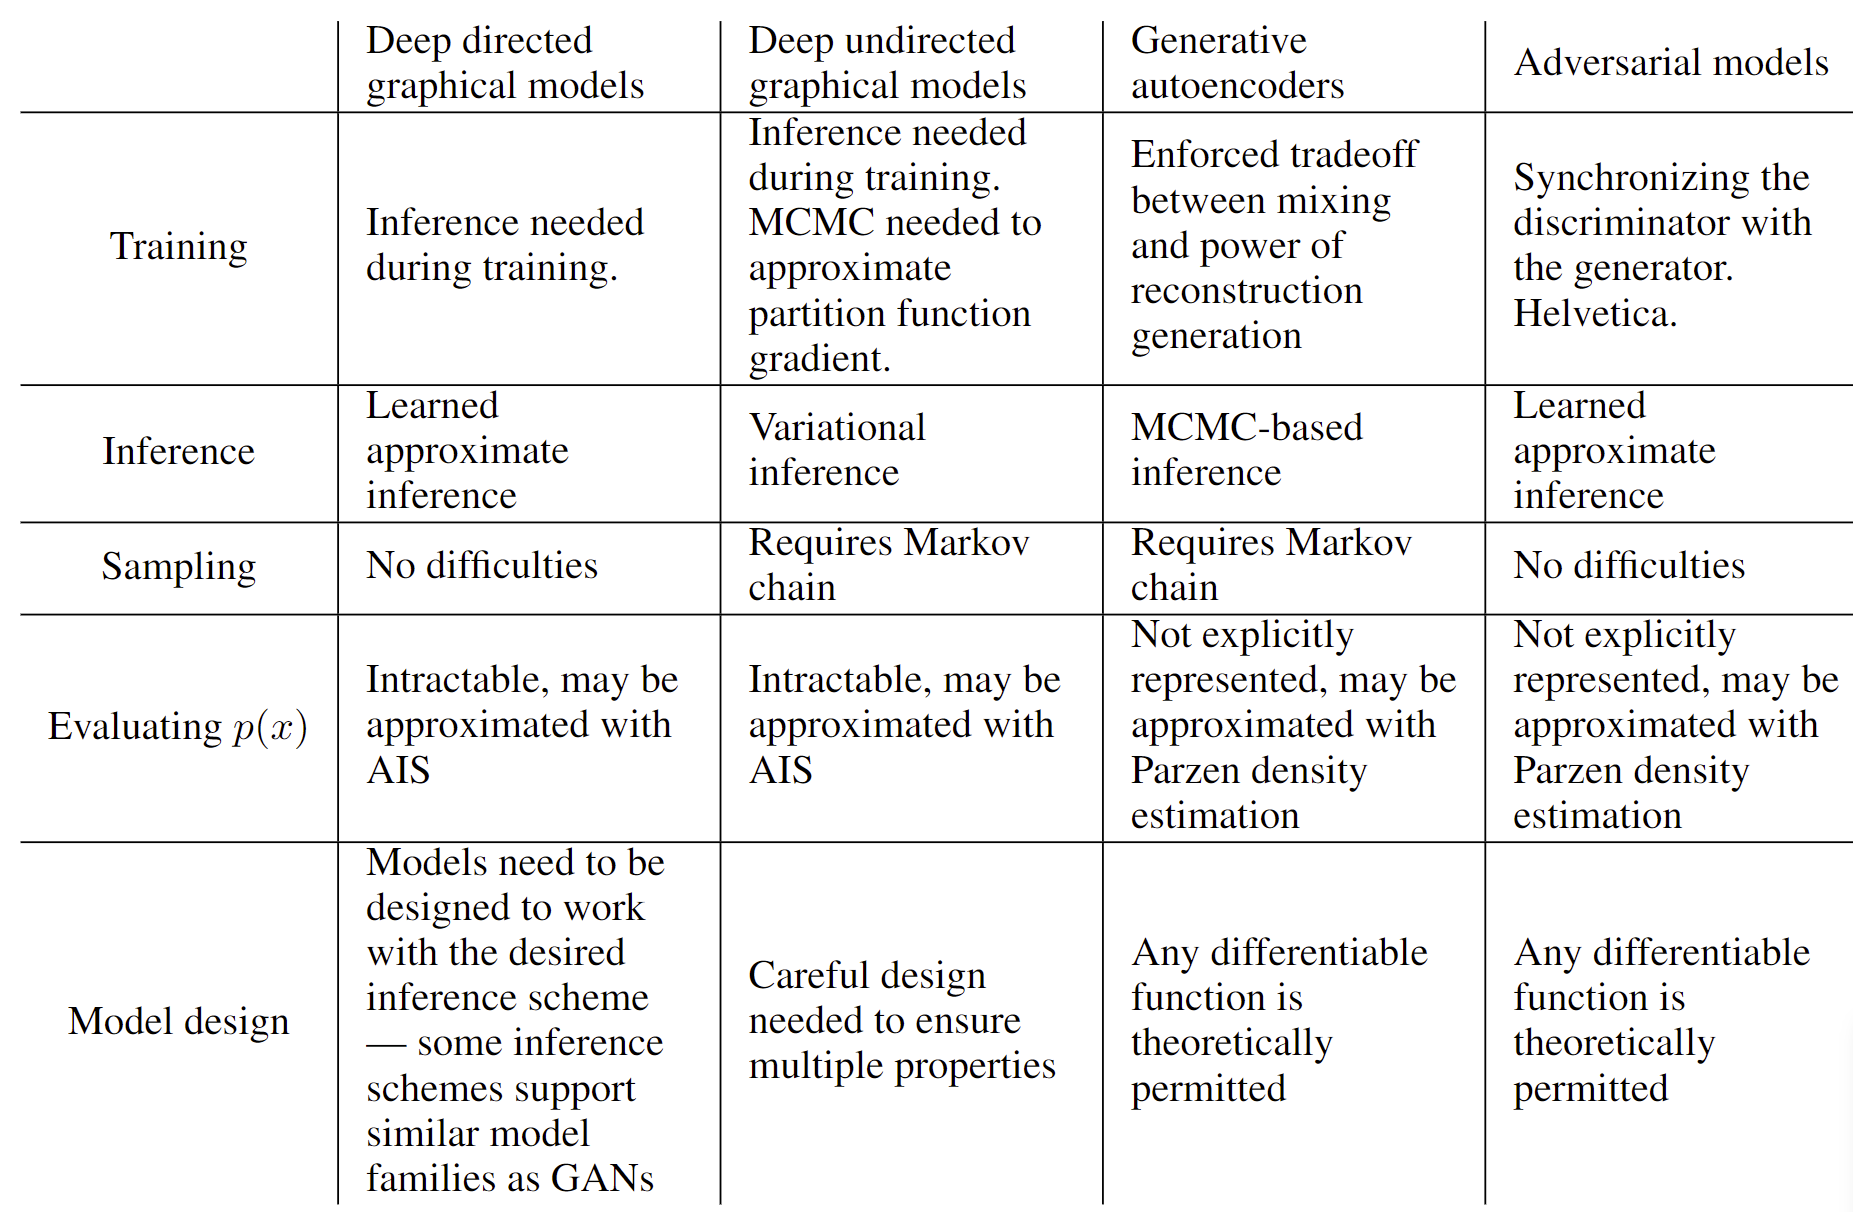 Deep directed
graphical models
Deep undirected
graphical models
Generative
autoencoders
Adversarial models
Training
Inference needed
during training.
Inference needed
during training.
MCMC needed to
approximate
partition function
gradient.
Enforced tradeoff
between mixing
and power of
reconstruction
generation
Synchronizing the
discriminator with
the generator.
Helvetica.
Inference
Learned
approximate
inference
Variational
inference
MCMC-based
inference
Learned
approximate
inference
Sampling
No difficulties
Requires Markov
chain
Requires Markov
chain
No difficulties
Evaluating p(x)
Intractable, may be
approximated with
AIS
Intractable, may be
approximated with
AIS
Not explicitly
represented, may be
approximated with
Parzen density
estimation
Not explicitly
represented, may be
approximated with
Parzen density
estimation
Model design
Models need to be
designed to work
with the desired
inference scheme
— some inference
schemes support
similar model
families as GANs
Careful design
needed to ensure
multiple properties
Any differentiable
function is
theoretically
permitted
Any differentiable
function is
theoretically
permitted